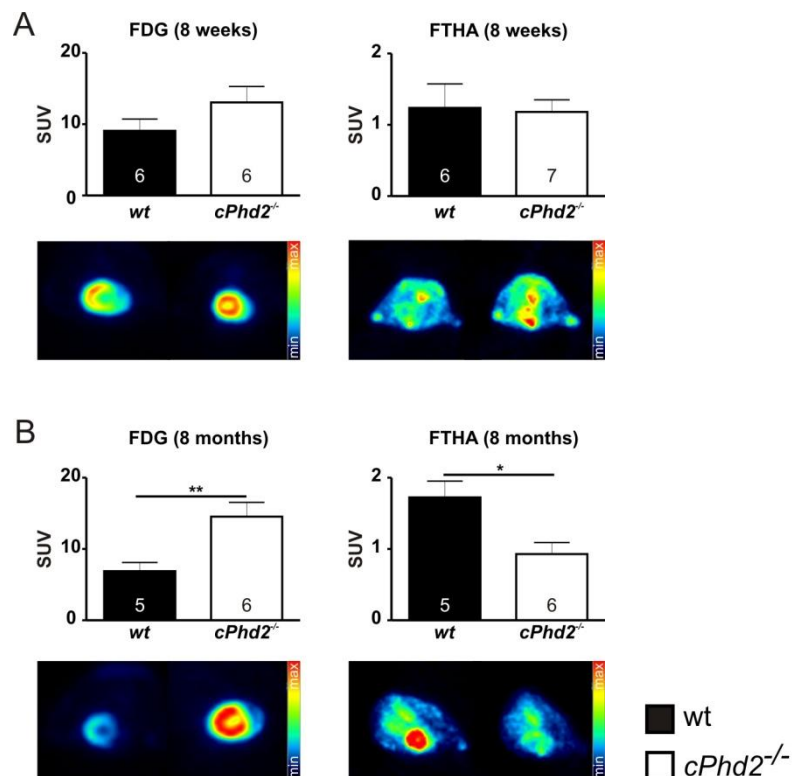 A
FDG (8 weeks)
FTHA (8 weeks)
20
10
0
SUV
6
6
wt
cPhd2-/-
2
1
0
SUV
6
7
wt
cPhd2-/-
max
min
max
min
B
FDG (8 months)
FTHA (8 months)
20
10
0
SUV
**
5
6
wt
cPhd2-/-
2
1
0
SUV
*
5
6
wt
cPhd2-/-
max
min
max
min
wt
cPhd2-/-